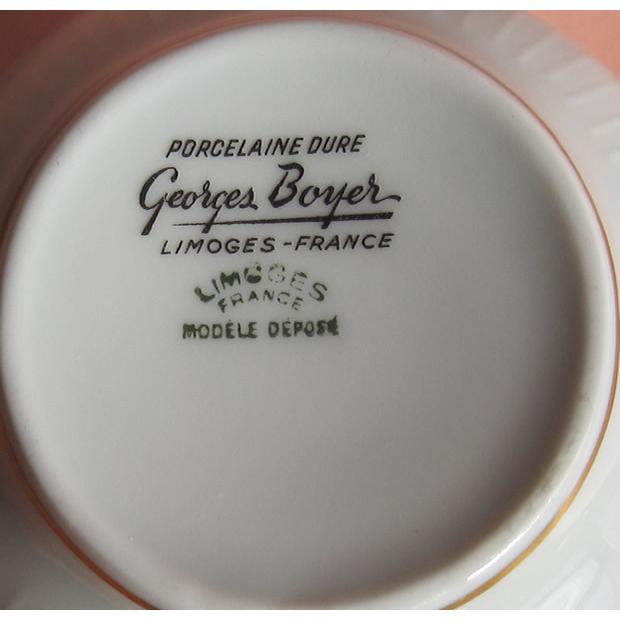 PORCELAINE DURE
Georges Boyer
LIMOGES-FRANCE
LIMOGES
FRANCE
MODÈLE DÉPOSÉ